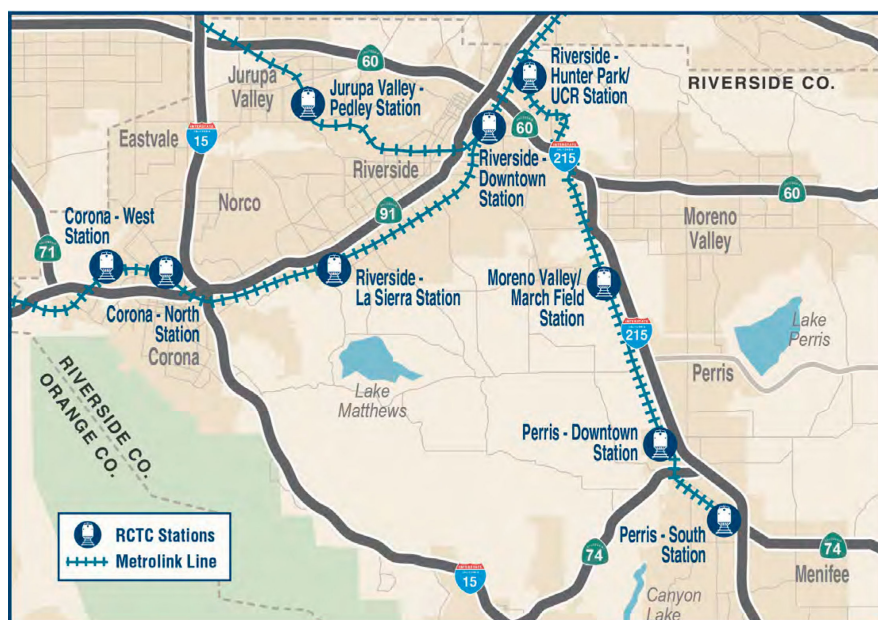 60
Jurupa
Valley
Jurupa Valley -
Pedley Station
Riverside -
Hunter Park/
UCR Station
RIVERSIDE CO.
15
Eastvale
60
215
Riverside
Riverside -
Downtown
Station
Norco
91
60
Corona - West
Station
71
Moreno
Valley
Riverside -
La Sierra Station
Moreno Valley/
March Field
Station
Corona - North
Station
Corona
215
Lake
Perris
RIVERSIDE CO.
ORANGE CO.
Lake
Matthews
Perris
Perris - Downtown
Station
RCTC Stations
Metrolink Line
Perris - South
Station
74
74
15
Menifee
Canyon
Lake